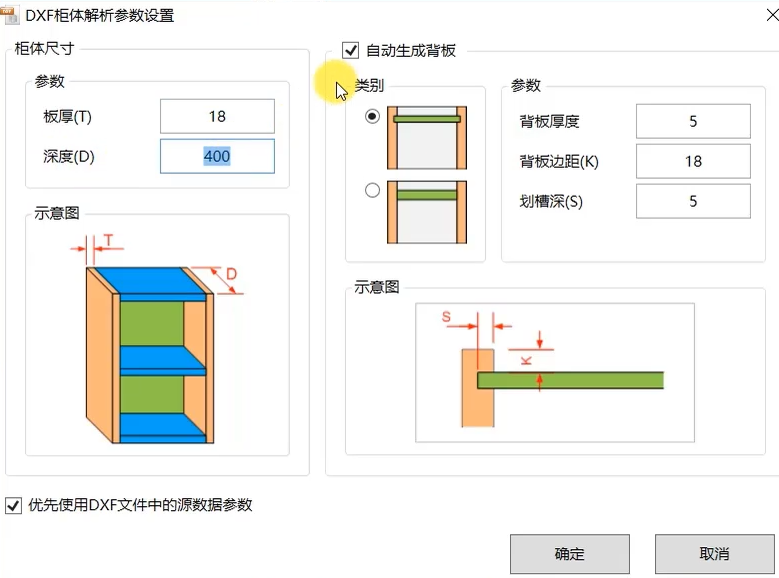 DXF柜体解析参数设置
柜体尺寸
参数
板厚(T)
18
深度(D)
400
示意图
T
D
自动生成背板
类别
参数
背板厚度
5
背板边距(K)
18
划槽深(S)
5
示意图
S
K
优先使用DXF文件中的源数据参数
确定
取消